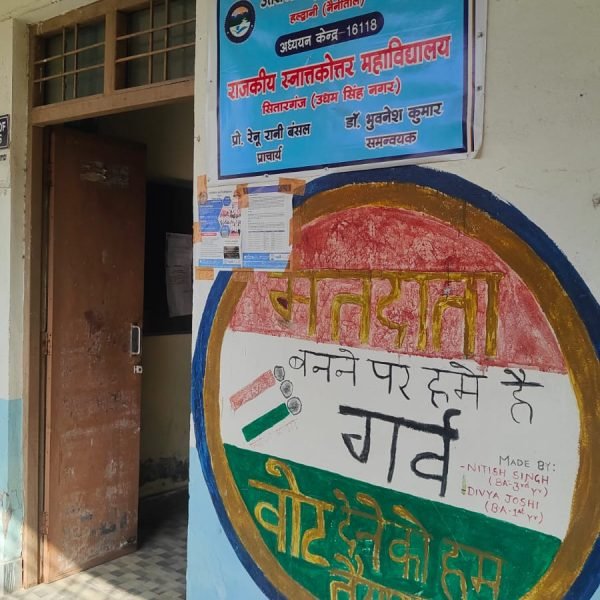 हल्द्वानी (नैनीताल)
अध्ययन केन्द्र -16118
राजकीय स्नात्तकोत्तर महाविद्यालय
सितारगंज (उधम सिंह नगर)
प्रो. रेनू रानी बंसल
प्राचार्य
डॉ. भुवनेश कुमार
समन्वयक
मतदाता
बनने पर हमे है
गर्व
MADE BY:
-NITISH SINGH
(BA-3rd yr)
-DIVYA JOSHI
(BA-1st yr)
वोट देने को हम